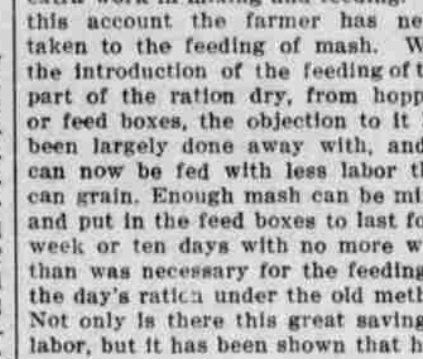 this account the farmer has ne
taken to the feeding of mash. W
the introduction of the feeding of t
part of the ration dry, from hopp
or feed boxes, the objection to it
been largely done away with, and
can now be fed with less labor th
can grain. Enough mash can be mi
and put in the feed boxes to last fo
week or ten days with no more w
than was necessary for the feeding
the day's ration under the old meth
Not only is there this great saving
labor, but it has been shown that h